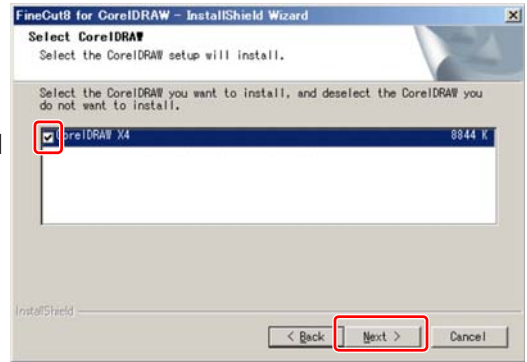 FineCut8 for CorelDRAW - InstallShield Wizard
Select CorelDRAW
Select the CorelDRAW setup will install.
Select the CorelDRAW you want to install, and deselect the CorelDRAW you
do not want to install.
CorelDRAW X4 8844 K
InstallShield
< Back Next > Cancel